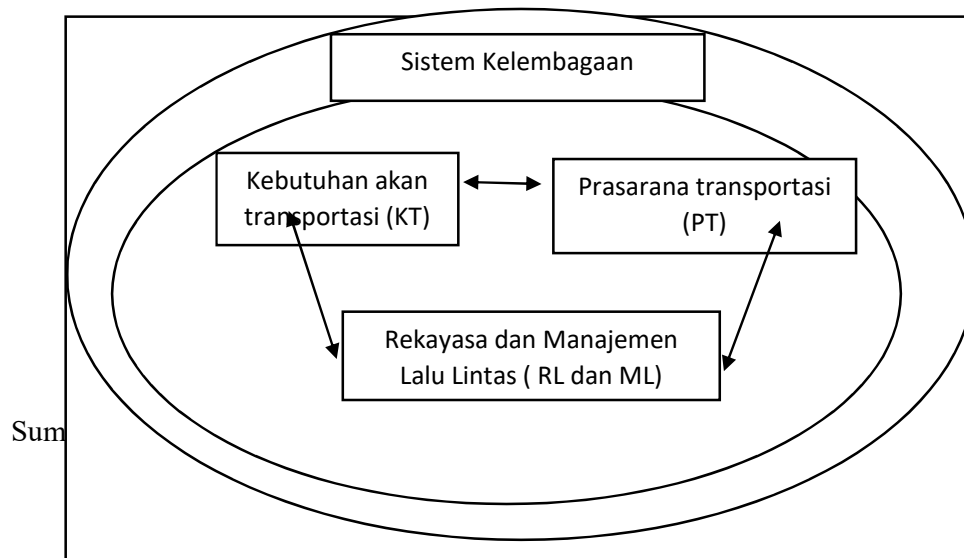 Sistem Kelembagaan
Kebutuhan akan
transportasi (KT)
Prasarana transportasi
(PT)
Rekayasa dan Manajemen
Lalu Lintas ( RL dan ML)
Sum